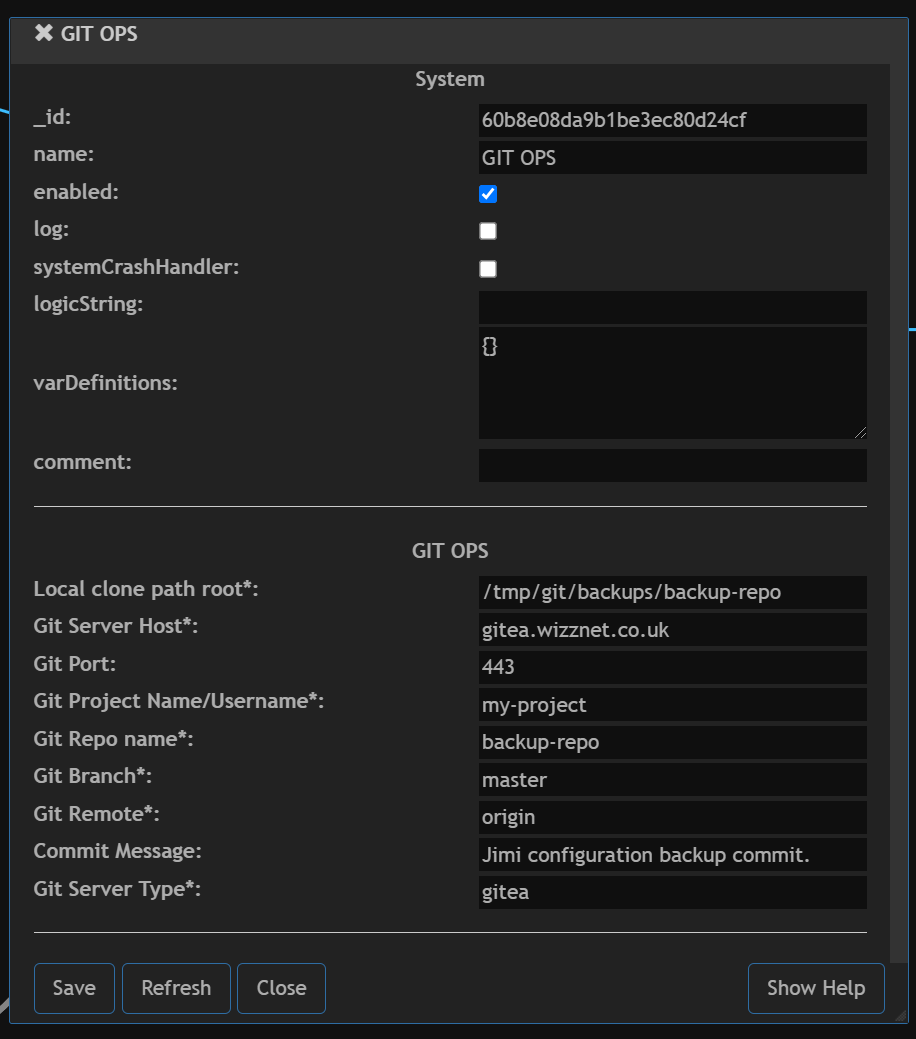 ✖ GIT OPS
System
_id: 60b8e08da9b1be3ec80d24cf
name: GIT OPS
enabled:
log:
systemCrashHandler:
logicString:
varDefinitions: {}
comment:
GIT OPS
Local clone path root*: /tmp/git/backups/backup-repo
Git Server Host*: gitea.wizznet.co.uk
Git Port: 443
Git Project Name/Username*: my-project
Git Repo name*: backup-repo
Git Branch*: master
Git Remote*: origin
Commit Message: Jimi configuration backup commit.
Git Server Type*: gitea
Save Refresh Close Show Help